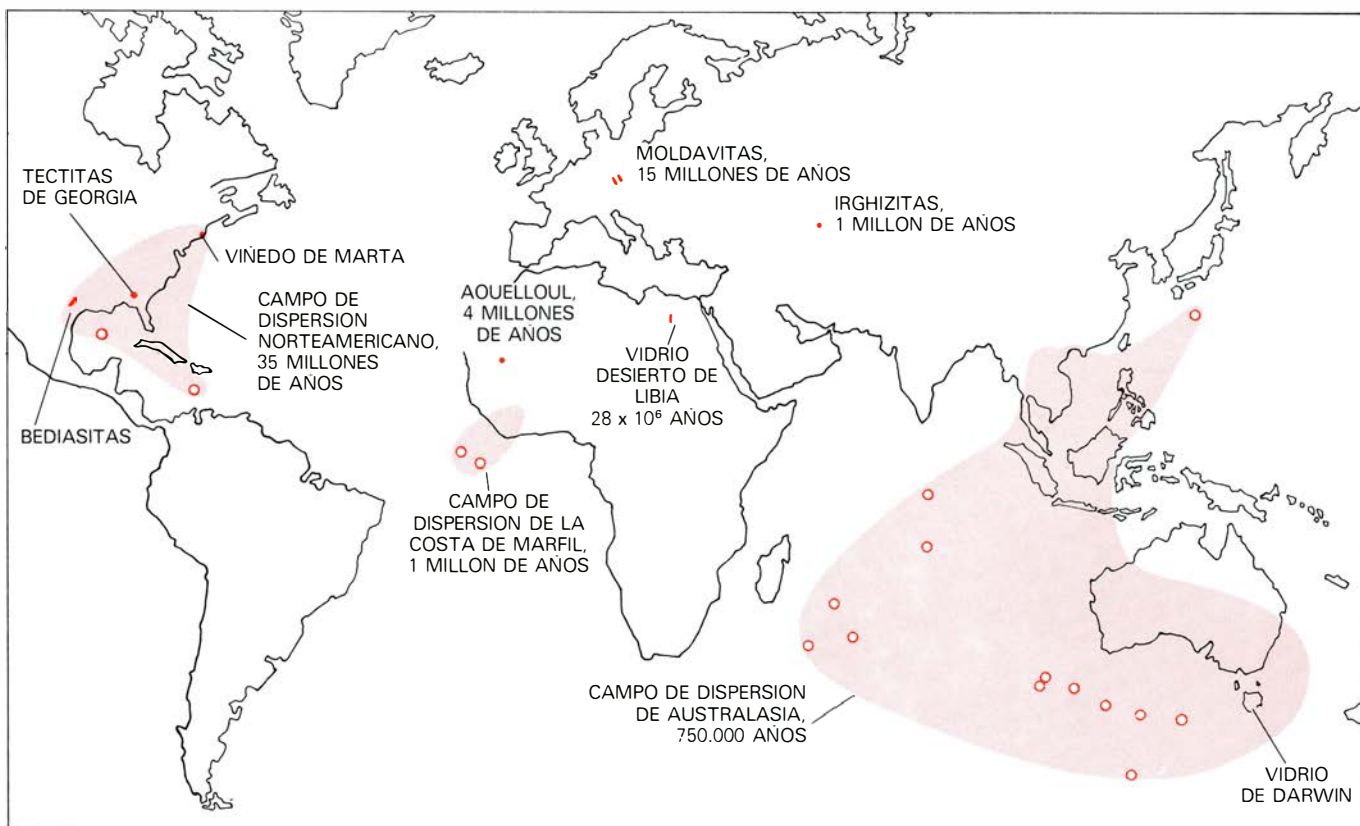 TECTITAS
DE GEORGIA
VIÑEDO DE MARTA
CAMPO DE
DISPERSION
NORTEAMERICANO,
35 MILLONES
DE AÑOS
BEDIASITAS
MOLDAVITAS,
15 MILLONES DE AÑOS
IRGHIZITAS,
1 MILLON DE AÑOS
AOUELLOUL,
4 MILLONES
DE AÑOS
VIDRIO
DESIERTO DE
LIBIA
28 x 10⁶ AÑOS
CAMPO DE
DISPERSION DE LA
COSTA DE MARFIL,
1 MILLON DE AÑOS
CAMPO DE DISPERSION
DE AUSTRALASIA,
750.000 AÑOS
VIDRIO
DE DARWIN